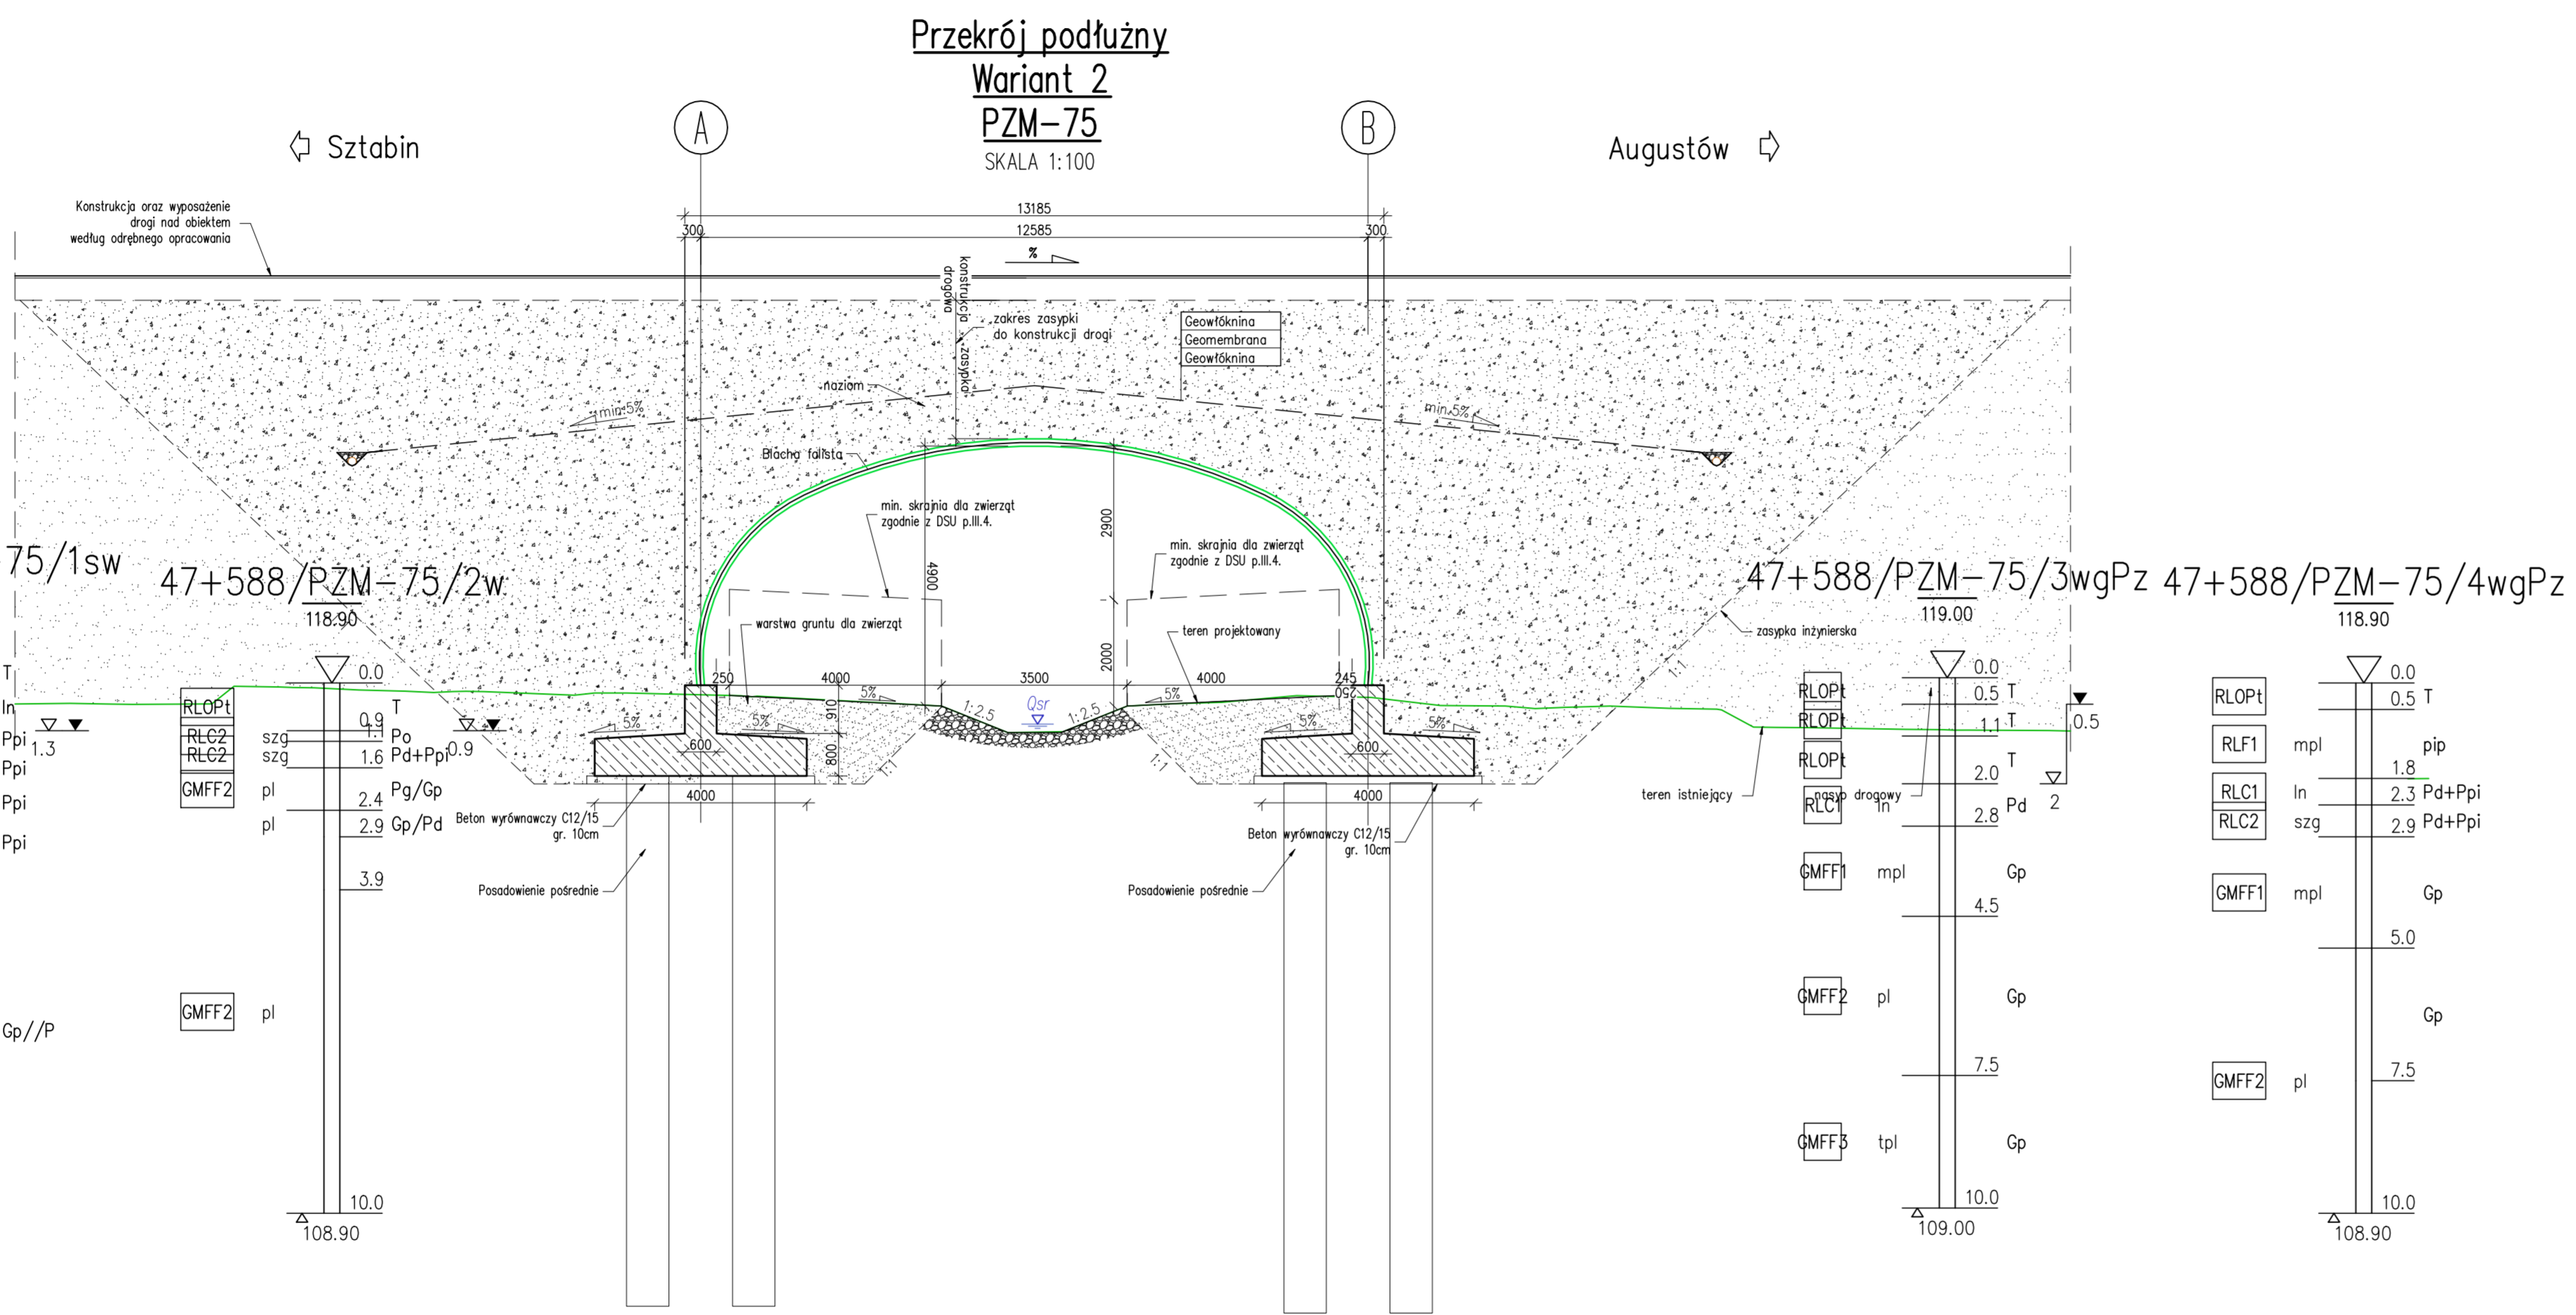 Przekrój podłużny
Wariant 2
PZM-75
SKALA 1:100
A
B
Sztabin
Augustów
Konstrukcja oraz wyposażenie
drogi nad obiektem
według odrębnego opracowania
13185
300
12585
300
%
konstrukcja
drogowa
zasypka
zakres zasypki
do konstrukcji drogi
Geowłóknina
Geomembrana
Geowłóknina
naziom
min.5%
min.5%
Blacha falista
min. skrajnia dla zwierząt
zgodnie z DSU p.III.4.
min. skrajnia dla zwierząt
zgodnie z DSU p.III.4.
4900
2900
2000
warstwa gruntu dla zwierząt
teren projektowany
zasypka inżynierska
1:1
250
4000
3500
4000
245
250
5%
5%
5%
5%
5%
5%
1:2.5
Qsr
1:2.5
910
800
600
600
1:1
1:1
4000
4000
Beton wyrównawczy C12/15
gr. 10cm
Beton wyrównawczy C12/15
gr. 10cm
Posadowienie pośrednie
Posadowienie pośrednie
teren istniejący
nasyp drogowy
75/1sw
T
ln
Ppi
1.3
Ppi
Ppi
Ppi
Gp//P
47+588/PZM-75/2w
118.90
0.0
RLOPt
T
0.9
1.1
RLC2
szg
Po
0.9
RLC2
szg
1.6
Pd+Ppi
GMFF2
pl
2.4
Pg/Gp
pl
2.9
Gp/Pd
3.9
GMFF2
pl
10.0
108.90
47+588/PZM-75/3wgPz
119.00
0.0
RLOPt
0.5
T
RLOPt
1.1
T
0.5
RLOPt
T
2.0
2
RLC1
ln
2.8
Pd
GMFF1
mpl
Gp
4.5
GMFF2
pl
Gp
7.5
GMFF3
tpl
Gp
10.0
109.00
47+588/PZM-75/4wgPz
118.90
0.0
RLOPt
0.5
T
RLF1
mpl
pip
1.8
RLC1
ln
2.3
Pd+Ppi
RLC2
szg
2.9
Pd+Ppi
GMFF1
mpl
Gp
5.0
Gp
7.5
GMFF2
pl
10.0
108.90